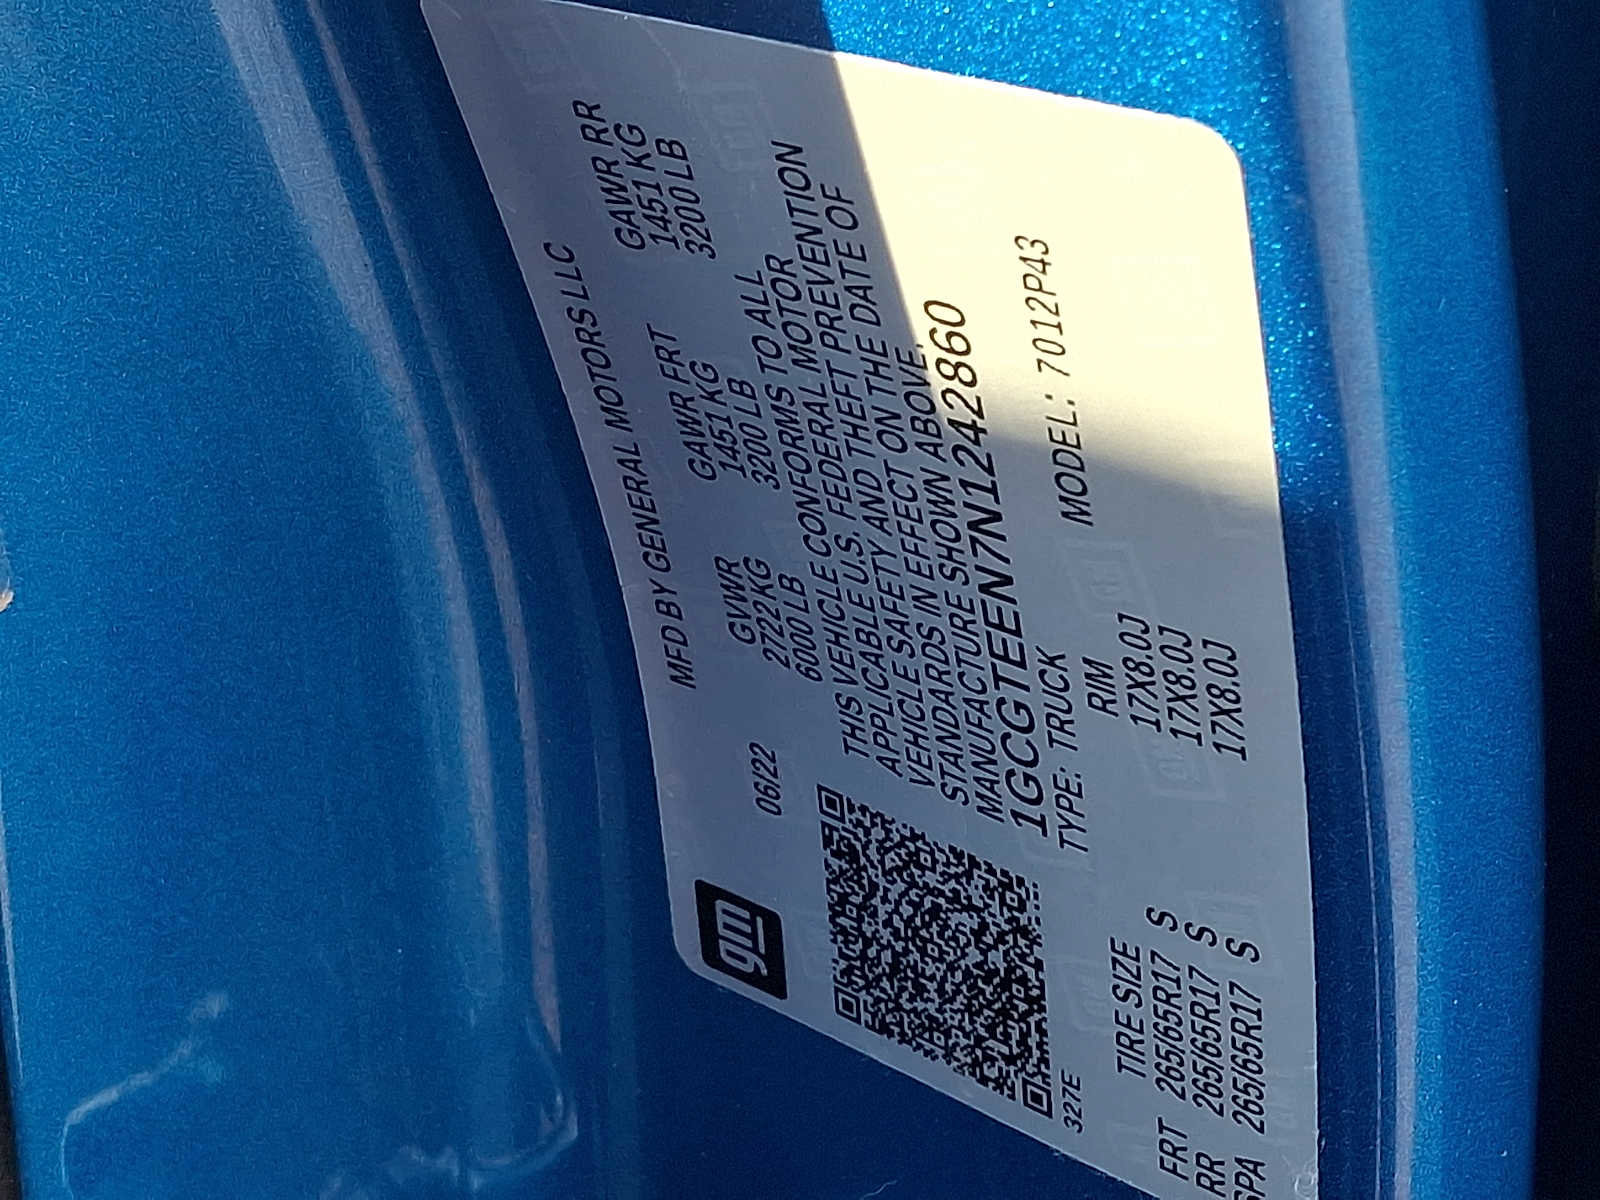 gm
MFD BY GENERAL MOTORS LLC
06/22 GVWR GAWR FRT GAWR RR
2722KG 1451 KG 1451 KG
6000 LB 3200 LB 3200 LB
THIS VEHICLE CONFORMS TO ALL
APPLICABLE U.S. FEDERAL MOTOR
VEHICLE SAFETY AND THEFT PREVENTION
STANDARDS IN EFFECT ON THE DATE OF
MANUFACTURE SHOWN ABOVE.
1GCGTEEN7N1242860
TYPE: TRUCK MODEL: 7012P43
327E
TIRE SIZE RIM
FRT 265/65R17 S 17X8.0J
RR 265/65R17 S 17X8.0J
SPA 265/65R17 S 17X8.0J